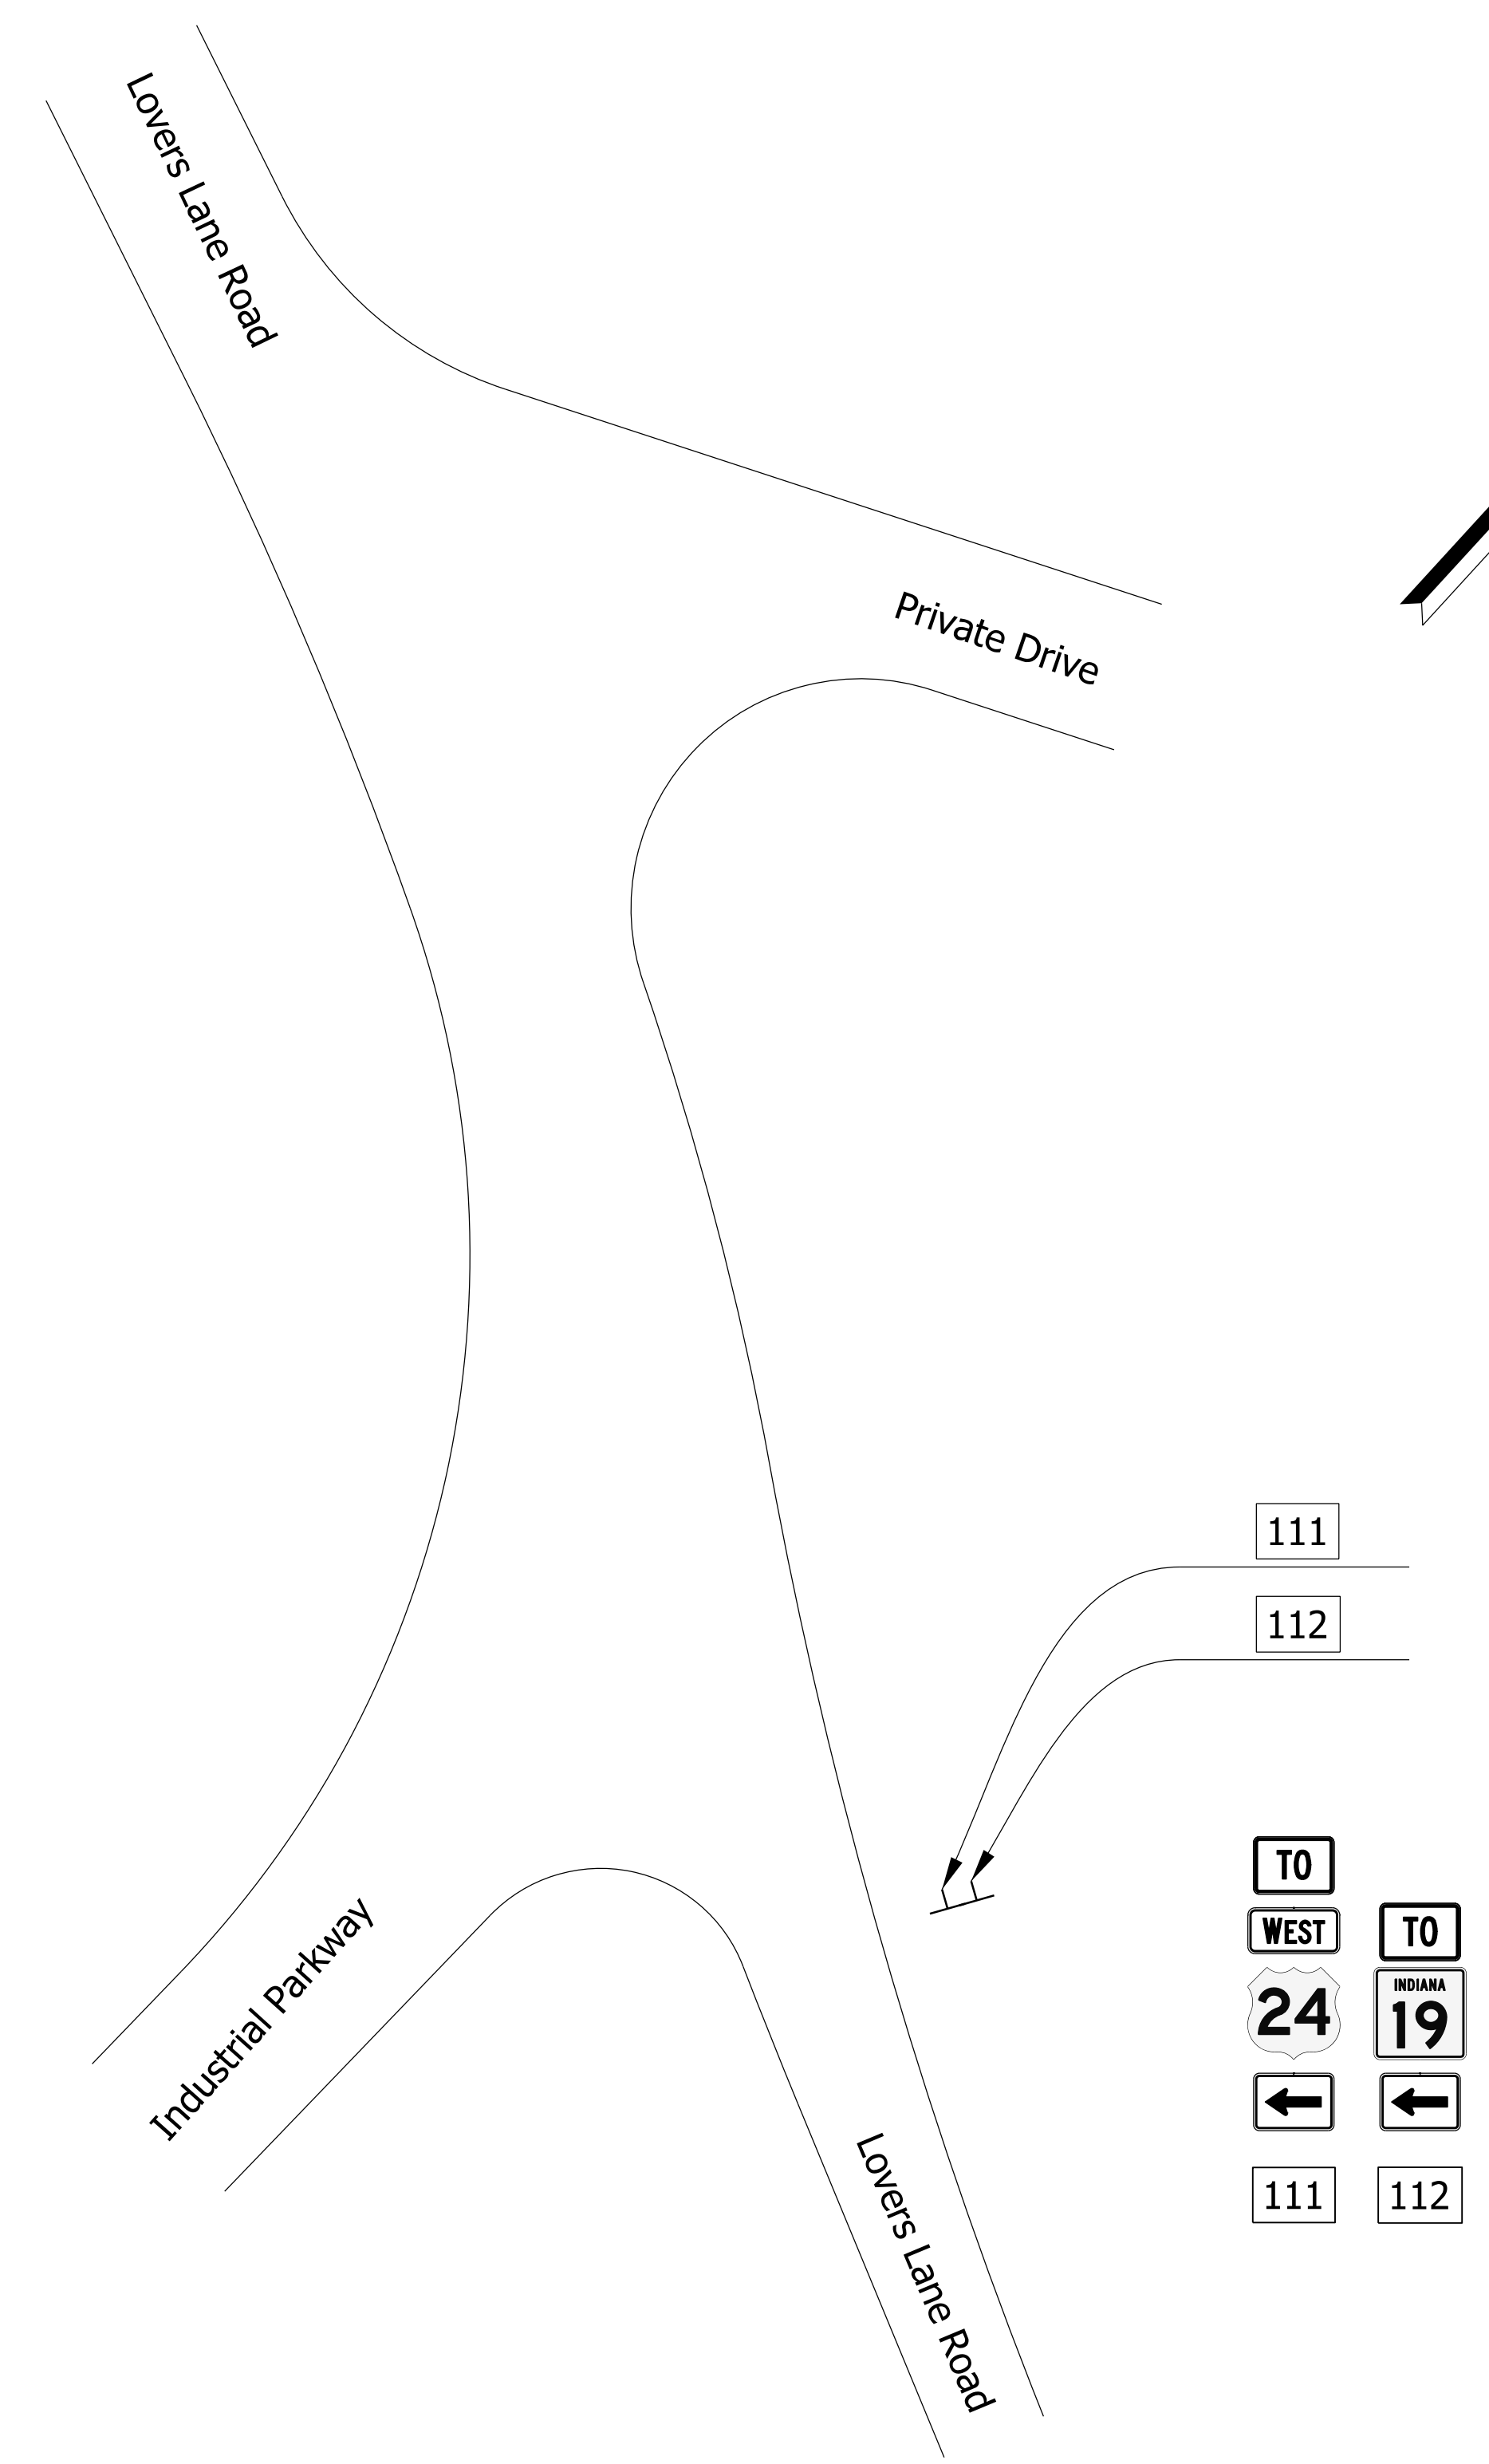 Lovers Lane Road
Private Drive
111
112
TO
WEST
24
111
TO
INDIANA
19
112
Industrial Parkway
Lovers Lane Road